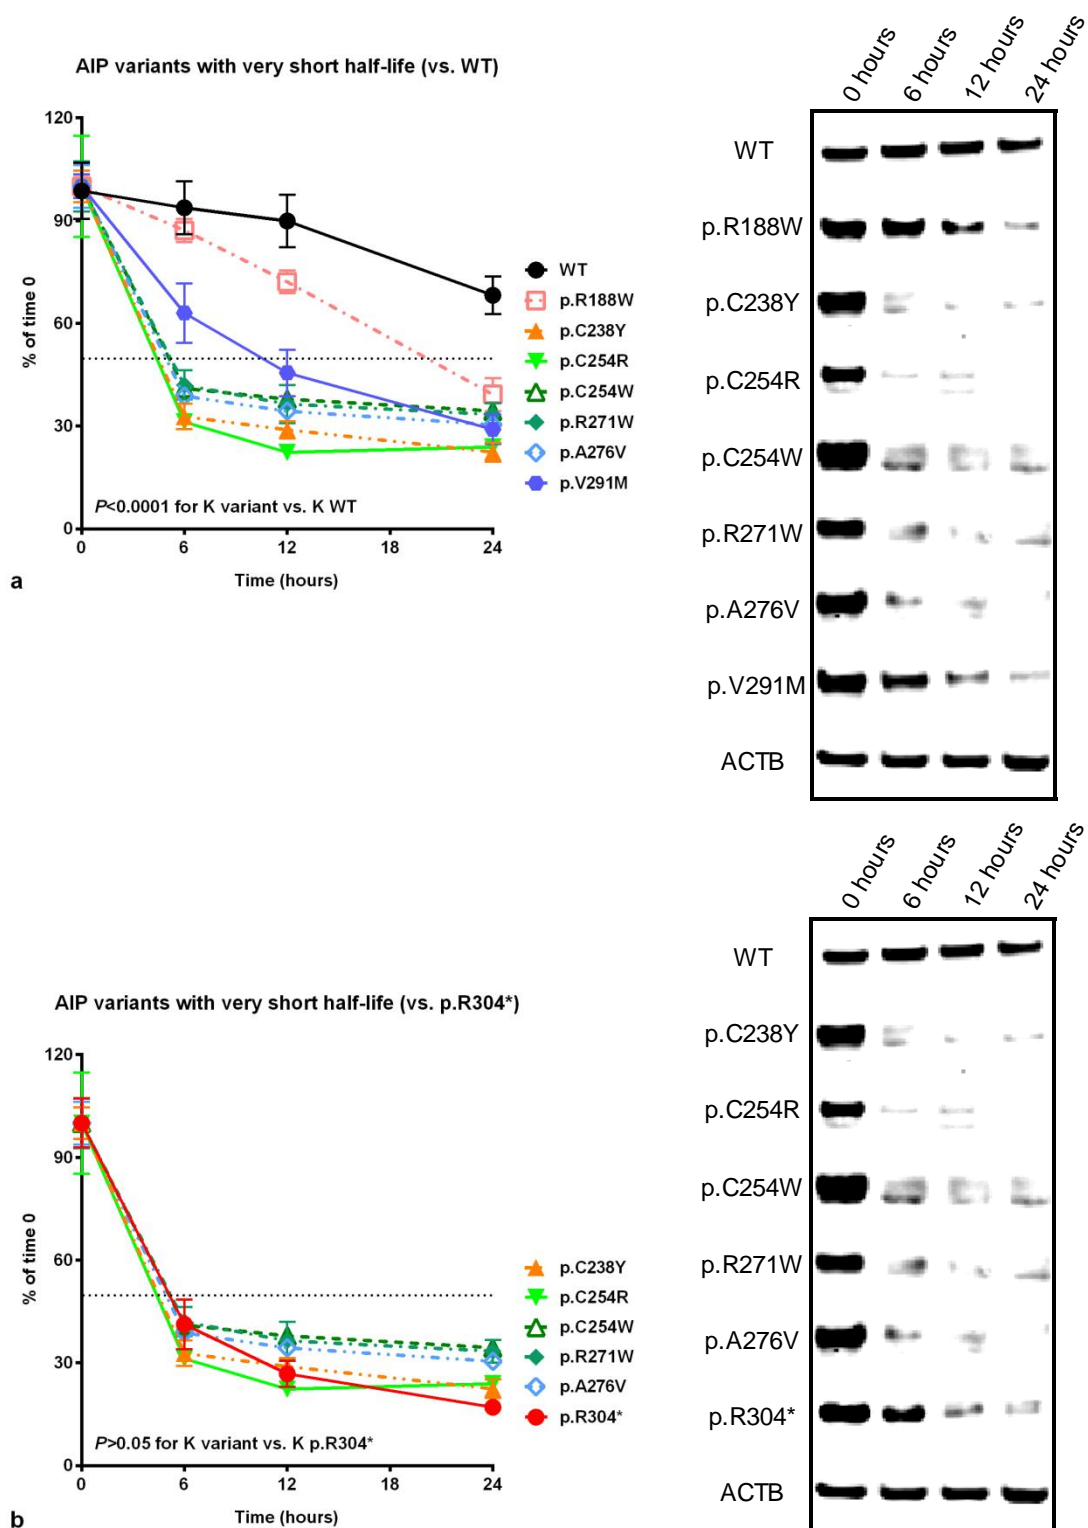 AIP variants with very short half-life (vs. WT)
120
90
60
30
0
% of time 0
0 6 12 18 24
Time (hours)
P<0.0001 for K variant vs. K WT
WT
p.R188W
p.C238Y
p.C254R
p.C254W
p.R271W
p.A276V
p.V291M
a
0 hours 6 hours 12 hours 24 hours
WT
p.R188W
p.C238Y
p.C254R
p.C254W
p.R271W
p.A276V
p.V291M
ACTB
AIP variants with very short half-life (vs. p.R304*)
120
90
60
30
0
% of time 0
0 6 12 18 24
Time (hours)
P>0.05 for K variant vs. K p.R304*
p.C238Y
p.C254R
p.C254W
p.R271W
p.A276V
p.R304*
b
0 hours 6 hours 12 hours 24 hours
WT
p.C238Y
p.C254R
p.C254W
p.R271W
p.A276V
p.R304*
ACTB